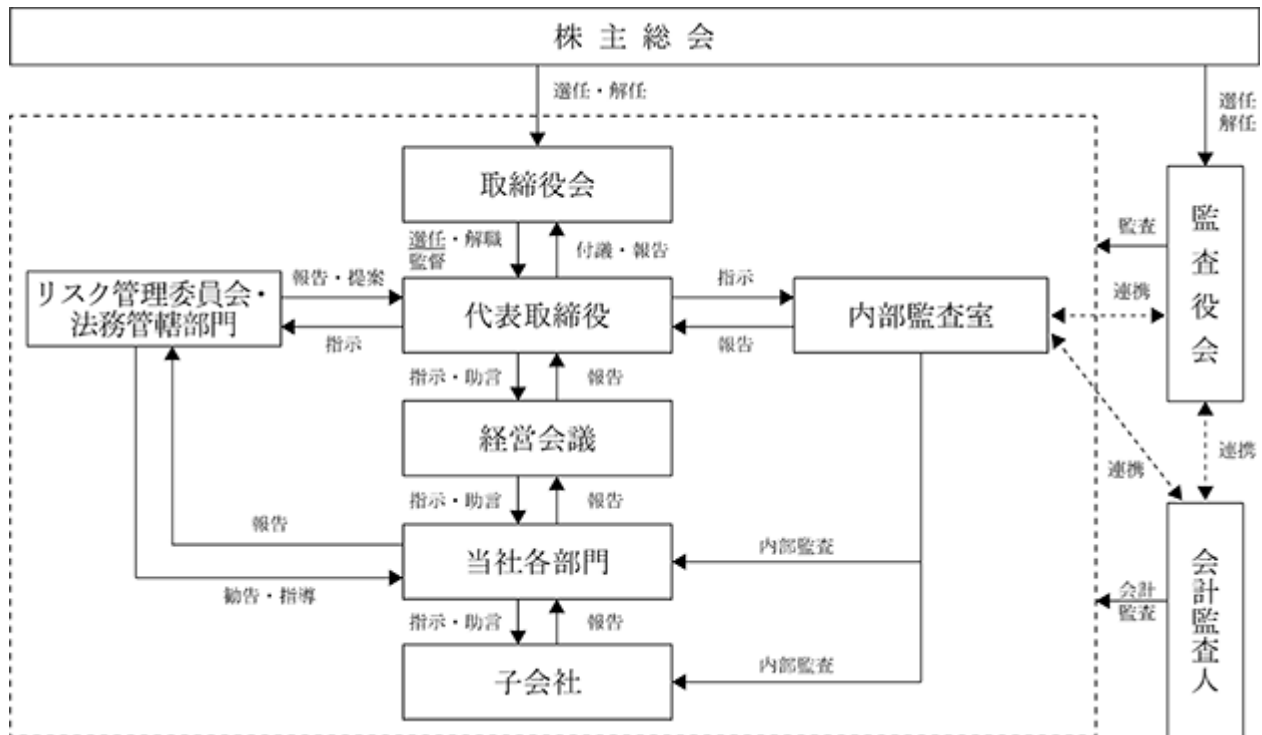 株主総会
選任・解任
選任
解任
取締役会
監査役会
監査
選任・解職
監督
付議・報告
リスク管理委員会・
法務管轄部門
報告・提案
指示
代表取締役
指示
報告
内部監査室
連携
指示・助言
報告
経営会議
連携
連携
指示・助言
報告
報告
当社各部門
内部監査
勧告・指導
会計
監査
会計監査人
指示・助言
報告
子会社
内部監査